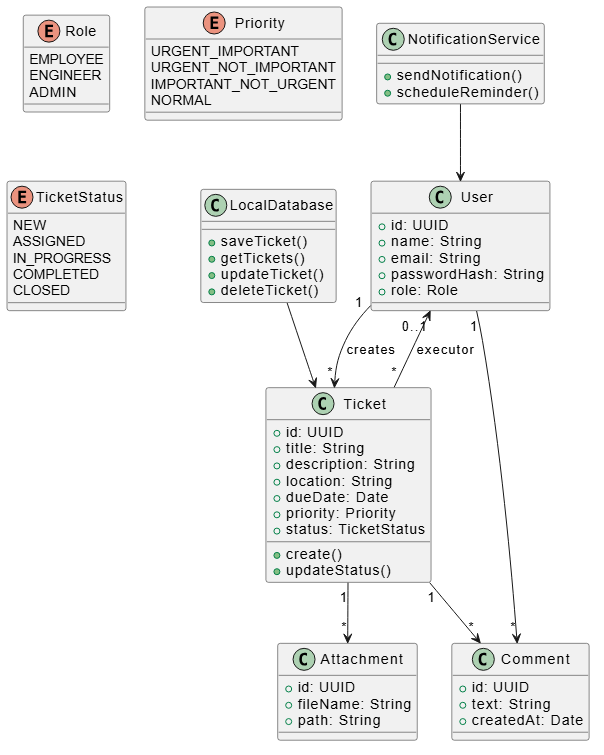 E Role
EMPLOYEE
ENGINEER
ADMIN
E Priority
URGENT_IMPORTANT
URGENT_NOT_IMPORTANT
IMPORTANT_NOT_URGENT
NORMAL
C NotificationService
sendNotification()
scheduleReminder()
E TicketStatus
NEW
ASSIGNED
IN_PROGRESS
COMPLETED
CLOSED
C LocalDatabase
saveTicket()
getTickets()
updateTicket()
deleteTicket()
C User
id: UUID
name: String
email: String
passwordHash: String
role: Role
1
0..1
1
creates
executor
*
*
C Ticket
id: UUID
title: String
description: String
location: String
dueDate: Date
priority: Priority
status: TicketStatus
create()
updateStatus()
1
1
*
*
*
C Attachment
id: UUID
fileName: String
path: String
C Comment
id: UUID
text: String
createdAt: Date